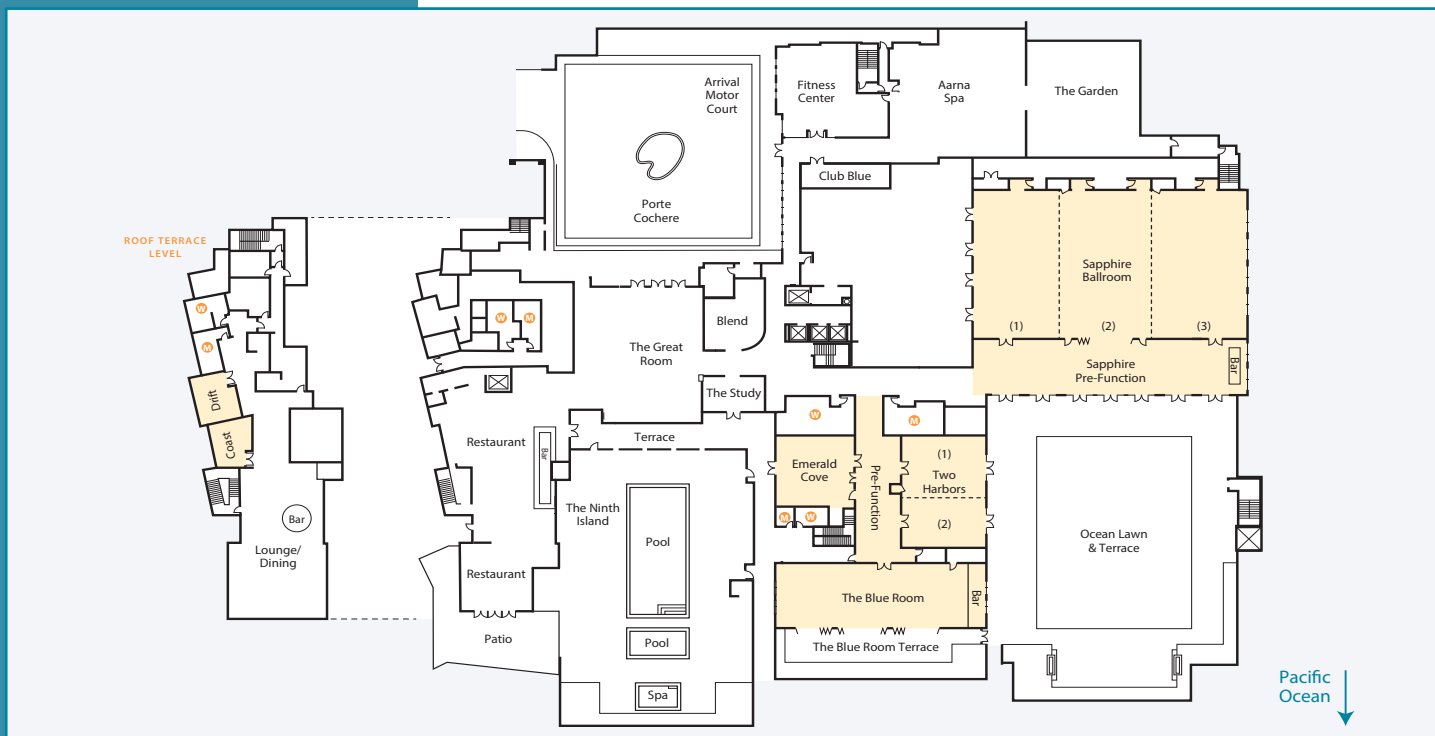 Arrival
Motor
Court
Porte
Cochere
Fitness
Center
Aarna
Spa
The Garden
Club Blue
ROOF TERRACE
LEVEL
W
M
Drift
Coast
Bar
Lounge/
Dining
W
M
Blend
The Great
Room
The Study
Sapphire
Ballroom
(1)
(2)
(3)
Sapphire
Pre-Function
Bar
Restaurant
Bar
Terrace
The Ninth
Island
Pool
Pool
Spa
Restaurant
Patio
W
M
Emerald
Cove
Pre-Function
(1)
Two
Harbors
(2)
M
W
The Blue Room
Bar
The Blue Room Terrace
Ocean Lawn
& Terrace
Pacific
Ocean